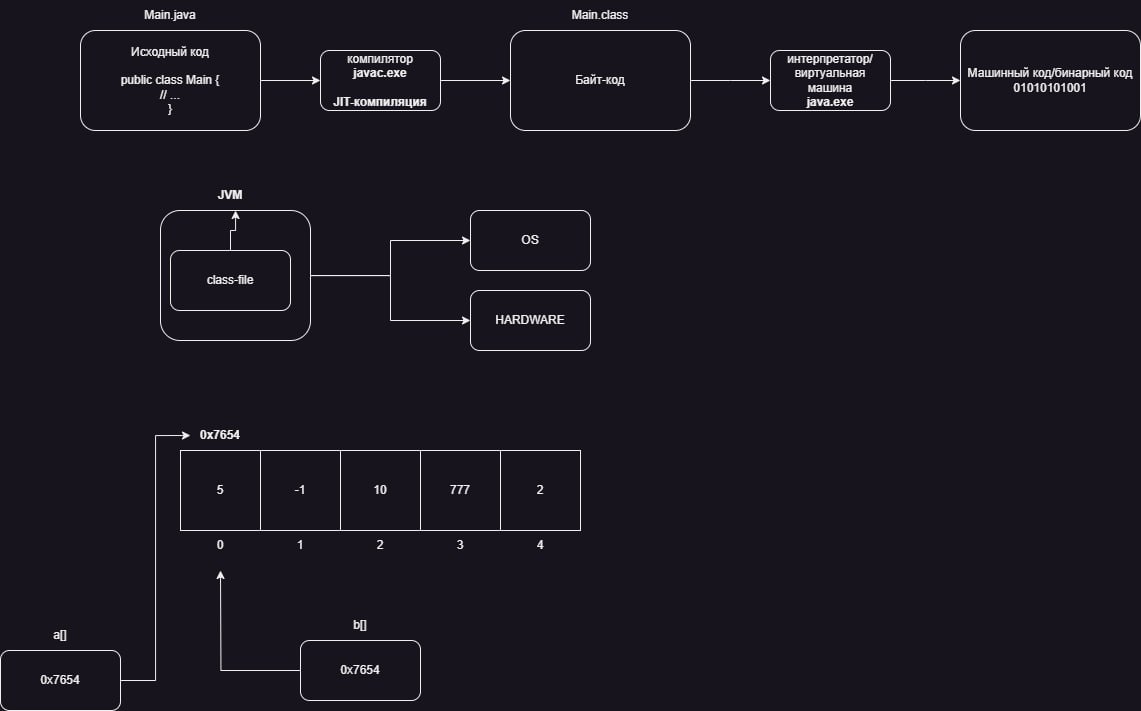 Main.java
Исходный код
public class Main {
// ...
}
компилятор
javac.exe
JIT-компиляция
Main.class
Байт-код
интерпретатор/
виртуальная
машина
java.exe
Машинный код/бинарный код
01010101001
JVM
class-file
OS
HARDWARE
0x7654
5 -1 10 777 2
0 1 2 3 4
a[]
0x7654
b[]
0x7654